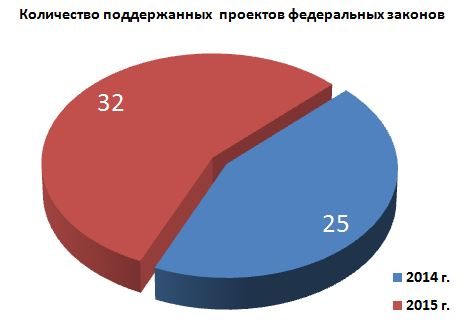 Количество поддержанных проектов федеральных законов
32
25
2014 г.
2015 г.